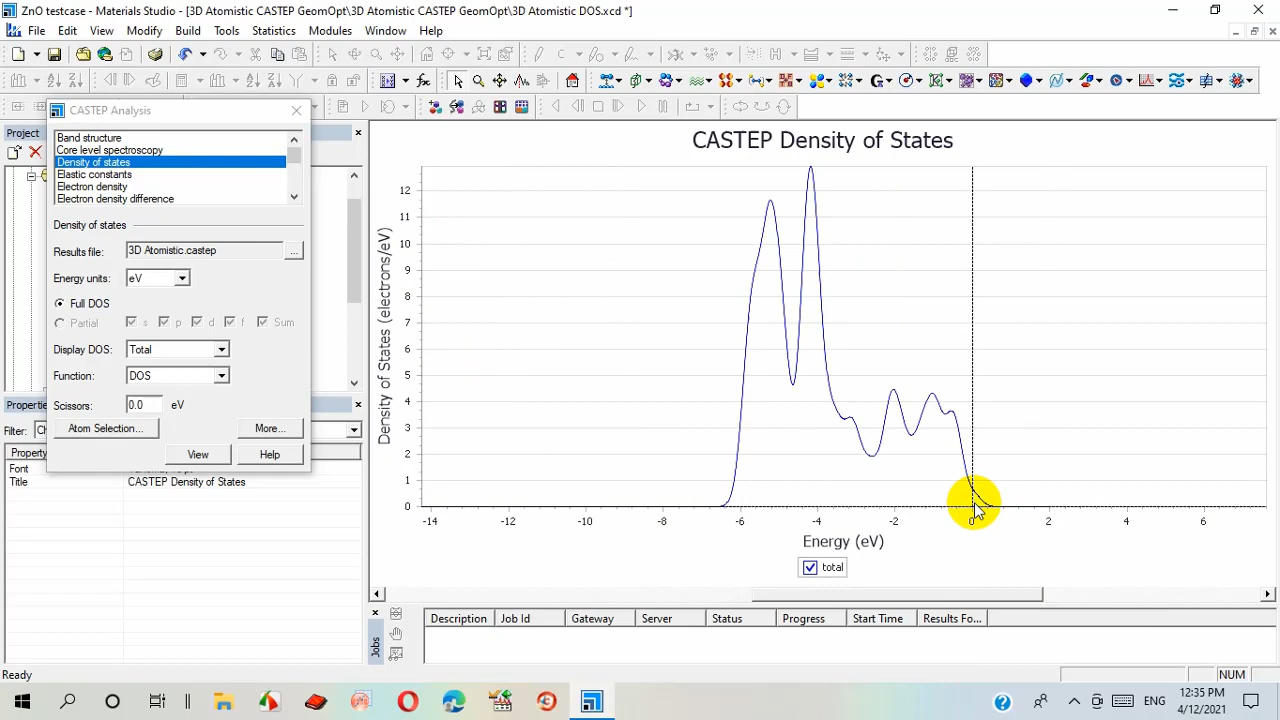 ZnO testcase - Materials Studio - [3D Atomistic CASTEP GeomOpt\3D Atomistic DOS.xcd *]
File Edit View Modify Build Tools Statistics Modules Window Help
CASTEP Analysis
Project
Band structure
Core level spectroscopy
Density of states
Elastic constants
Electron density
Electron density difference
Density of states
Results file: 3D Atomistic.castep ...
Energy units: eV
Full DOS
Partial s p d f Sum
Display DOS: Total
Function: DOS
Scissors: 0.0 eV
Atom Selection... More...
View Help
Filter:
Font
Title CASTEP Density of States
CASTEP Density of States
Density of States (electrons/eV)
12
11
10
9
8
7
6
5
4
3
2
1
0
-14 -12 -10 -8 -6 -4 -2 0 2 4 6
Energy (eV)
total
Jobs
Description Job Id Gateway Server Status Progress Start Time Results Fo...
Ready
NUM
ENG
12:35 PM
4/12/2021